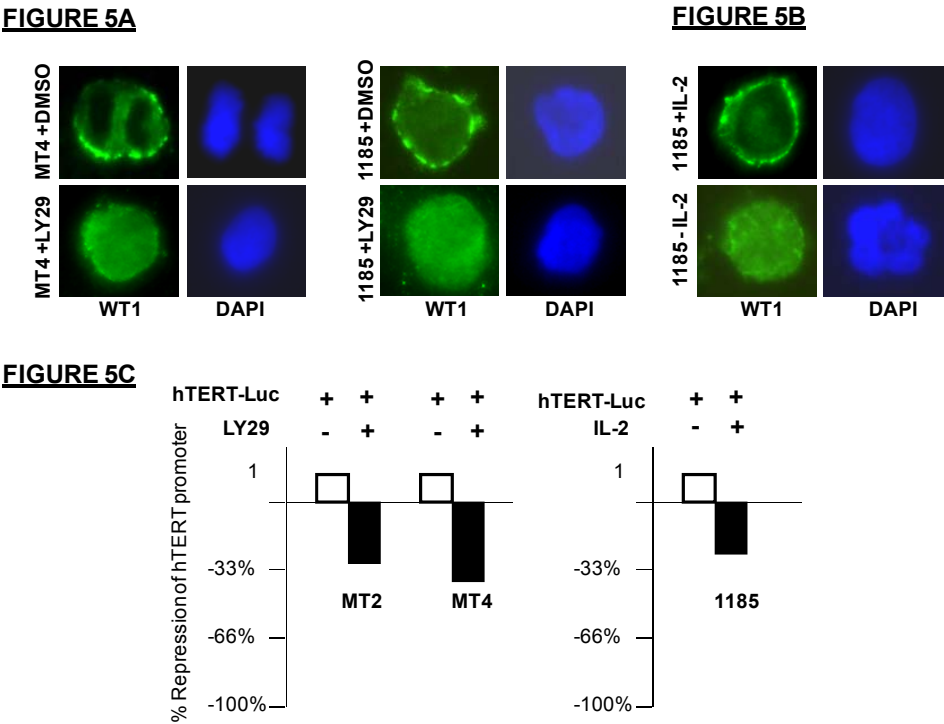 FIGURE 5A
FIGURE 5B
MT4 +DMSO
1185 +DMSO
1185 +IL-2
MT4 +LY29
1185 +LY29
1185 - IL-2
WT1 DAPI WT1 DAPI WT1 DAPI
FIGURE 5C
hTERT-Luc + + + +
LY29 - + - +
% Repression of hTERT promoter
1
-33%
-66%
-100%
MT2 MT4
hTERT-Luc + +
IL-2 - +
1
-33%
-66%
-100%
1185